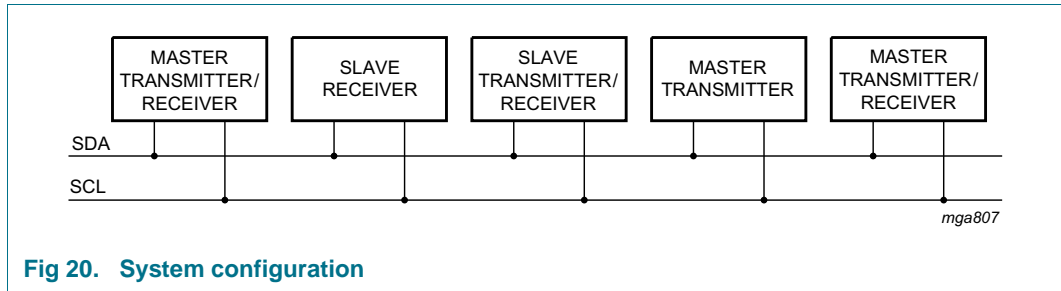 MASTER
TRANSMITTER/
RECEIVER
SLAVE
RECEIVER
SLAVE
TRANSMITTER/
RECEIVER
MASTER
TRANSMITTER
MASTER
TRANSMITTER/
RECEIVER
SDA
SCL
mga807
Fig 20. System configuration